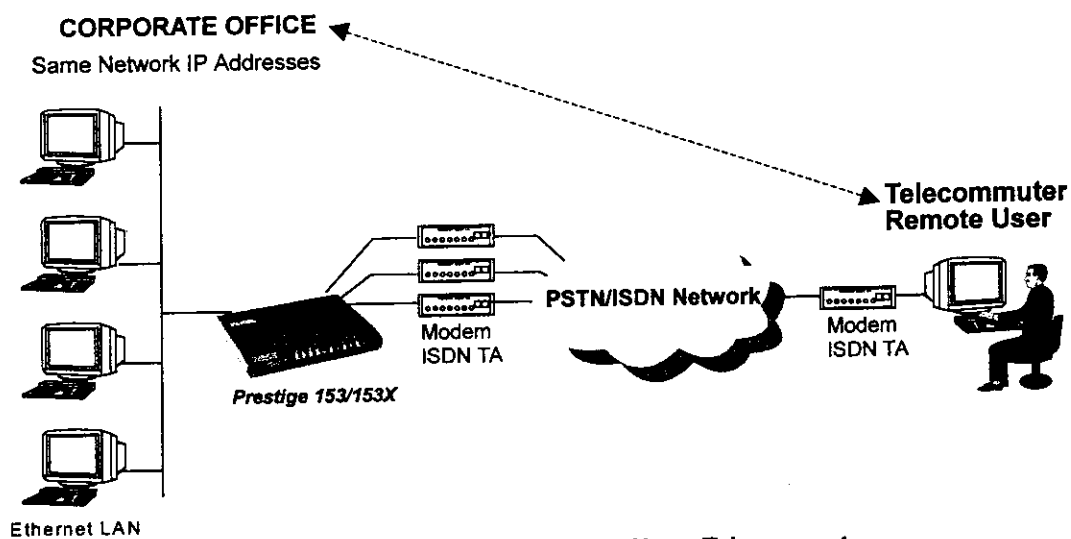 CORPORATE OFFICE
Same Network IP Addresses
Telecommuter
Remote User
PSTN/ISDN Network
Modem
ISDN TA
Modem
ISDN TA
Prestige 153/153X
Ethernet LAN